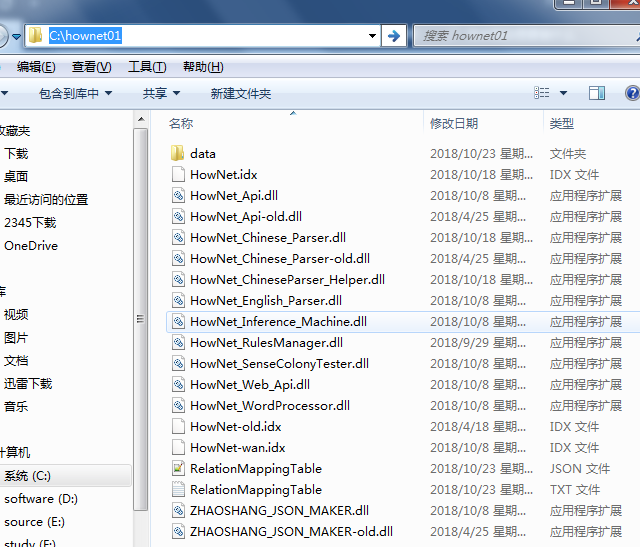 C:\hownet01
搜索 hownet01
编辑(E) 查看(V) 工具(T) 帮助(H)
包含到库中 共享 新建文件夹
名称 修改日期 类型
收藏夹
下载
桌面
最近访问的位置
2345下载
OneDrive
库
视频
图片
文档
迅雷下载
音乐
计算机
系统 (C:)
software (D:)
source (E:)
study (F:)
data 2018/10/23 星期... 文件夹
HowNet.idx 2018/10/18 星期... IDX 文件
HowNet_Api.dll 2018/10/8 星期... 应用程序扩展
HowNet_Api-old.dll 2018/4/25 星期... 应用程序扩展
HowNet_Chinese_Parser.dll 2018/10/18 星期... 应用程序扩展
HowNet_Chinese_Parser-old.dll 2018/4/25 星期... 应用程序扩展
HowNet_ChineseParser_Helper.dll 2018/10/18 星期... 应用程序扩展
HowNet_English_Parser.dll 2018/10/8 星期... 应用程序扩展
HowNet_Inference_Machine.dll 2018/10/8 星期... 应用程序扩展
HowNet_RulesManager.dll 2018/9/29 星期... 应用程序扩展
HowNet_SenseColonyTester.dll 2018/10/8 星期... 应用程序扩展
HowNet_Web_Api.dll 2018/10/8 星期... 应用程序扩展
HowNet_WordProcessor.dll 2018/10/8 星期... 应用程序扩展
HowNet-old.idx 2018/4/18 星期... IDX 文件
HowNet-wan.idx 2018/10/8 星期... IDX 文件
RelationMappingTable 2018/10/23 星期... JSON 文件
RelationMappingTable 2018/10/23 星期... TXT 文件
ZHAOSHANG_JSON_MAKER.dll 2018/10/8 星期... 应用程序扩展
ZHAOSHANG_JSON_MAKER-old.dll 2018/4/25 星期... 应用程序扩展